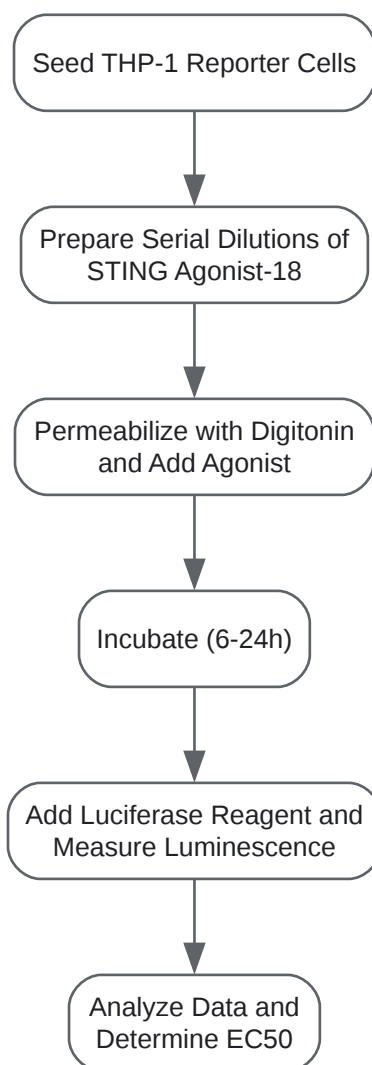 Seed THP-1 Reporter Cells
Prepare Serial Dilutions of
STING Agonist-18
Permeabilize with Digitonin
and Add Agonist
Incubate (6-24h)
Add Luciferase Reagent and
Measure Luminescence
Analyze Data and
Determine EC50